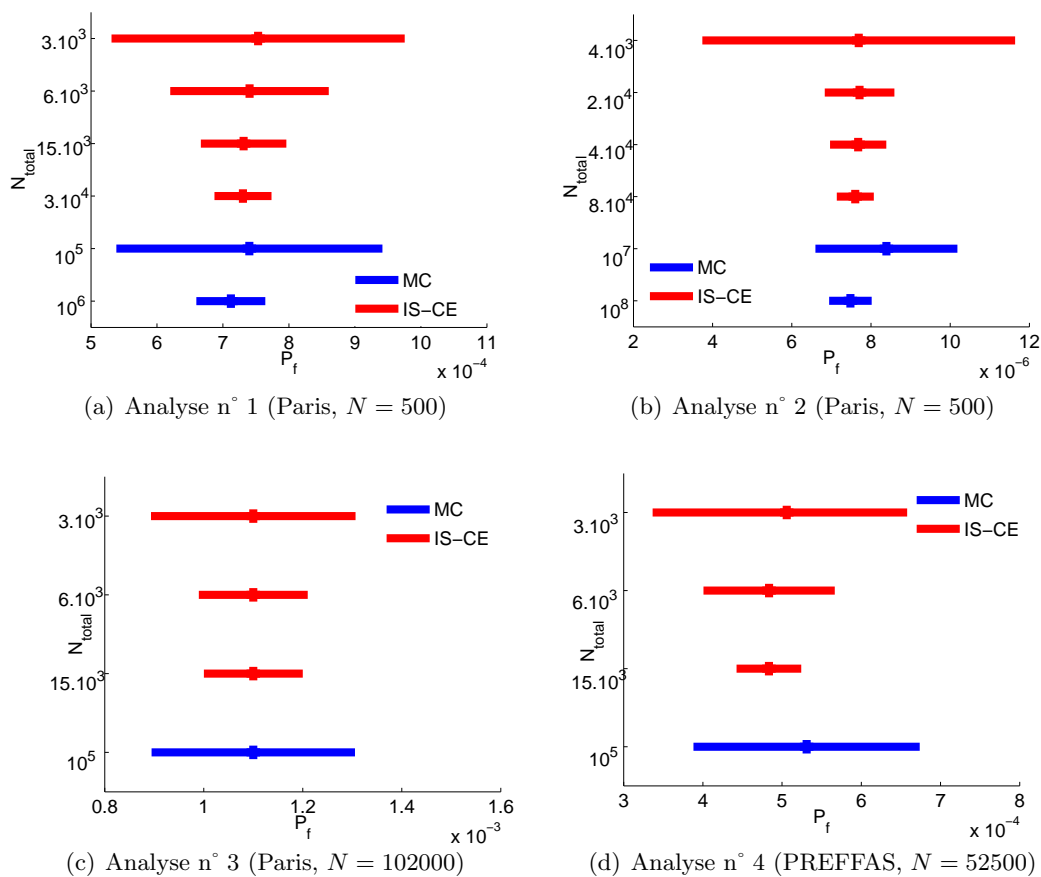 3.10³
6.10³
15.10³
3.10⁴
10⁵
10⁶
N_total
MC
IS−CE
5 6 7 8 9 10 11
P_f
x 10⁻⁴
(a) Analyse n° 1 (Paris, N = 500)
4.10³
2.10⁴
4.10⁴
8.10⁴
10⁷
10⁸
N_total
MC
IS−CE
2 4 6 8 10 12
P_f
x 10⁻⁶
(b) Analyse n° 2 (Paris, N = 500)
3.10³
6.10³
15.10³
10⁵
N_total
MC
IS−CE
0.8 1 1.2 1.4 1.6
P_f
x 10⁻³
(c) Analyse n° 3 (Paris, N = 102000)
3.10³
6.10³
15.10³
10⁵
N_total
MC
IS−CE
3 4 5 6 7 8
P_f
x 10⁻⁴
(d) Analyse n° 4 (PREFFAS, N = 52500)